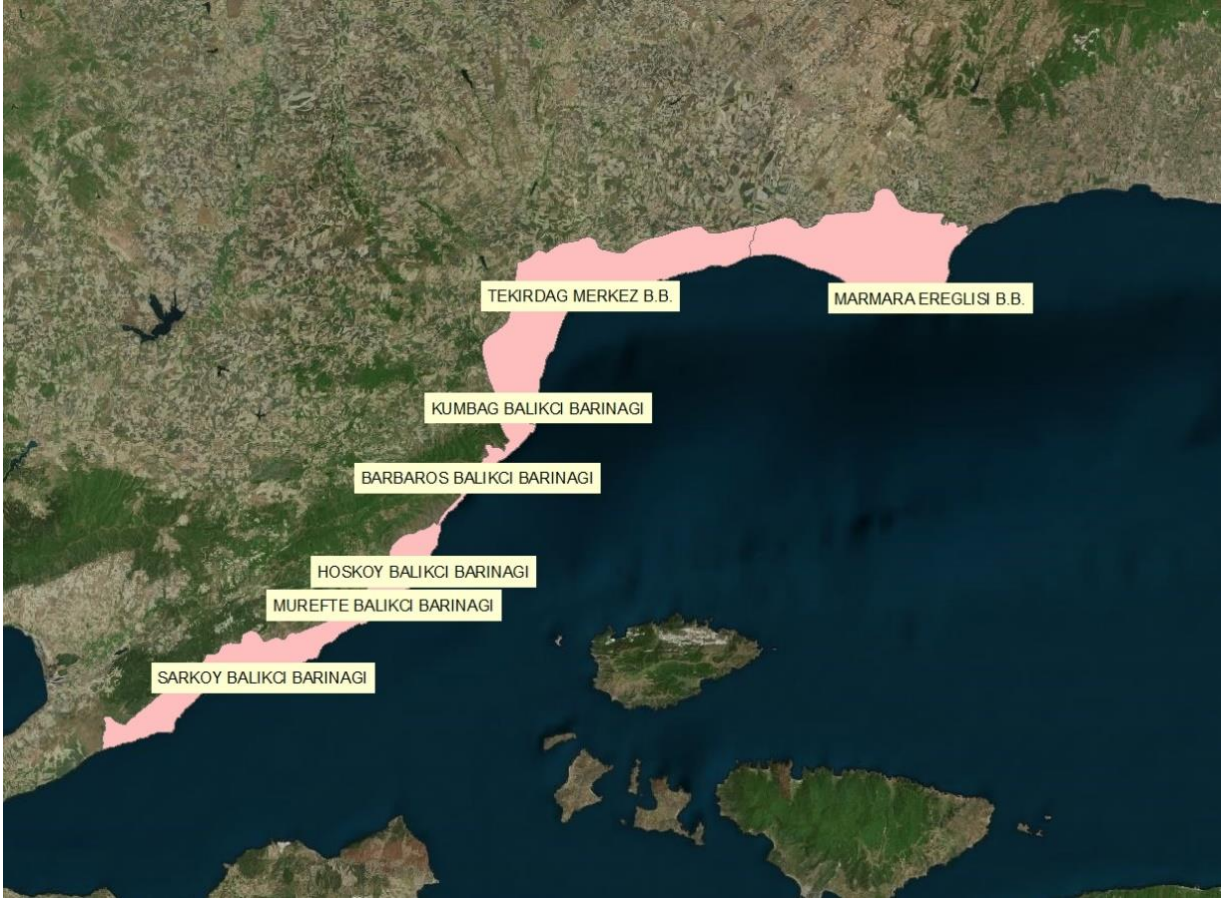 TEKIRDAG MERKEZ B.B.
MARMARA EREGLISI B.B.
KUMBAG BALIKCI BARINAGI
BARBAROS BALIKCI BARINAGI
HOSKOY BALIKCI BARINAGI
MUREFTE BALIKCI BARINAGI
SARKOY BALIKCI BARINAGI